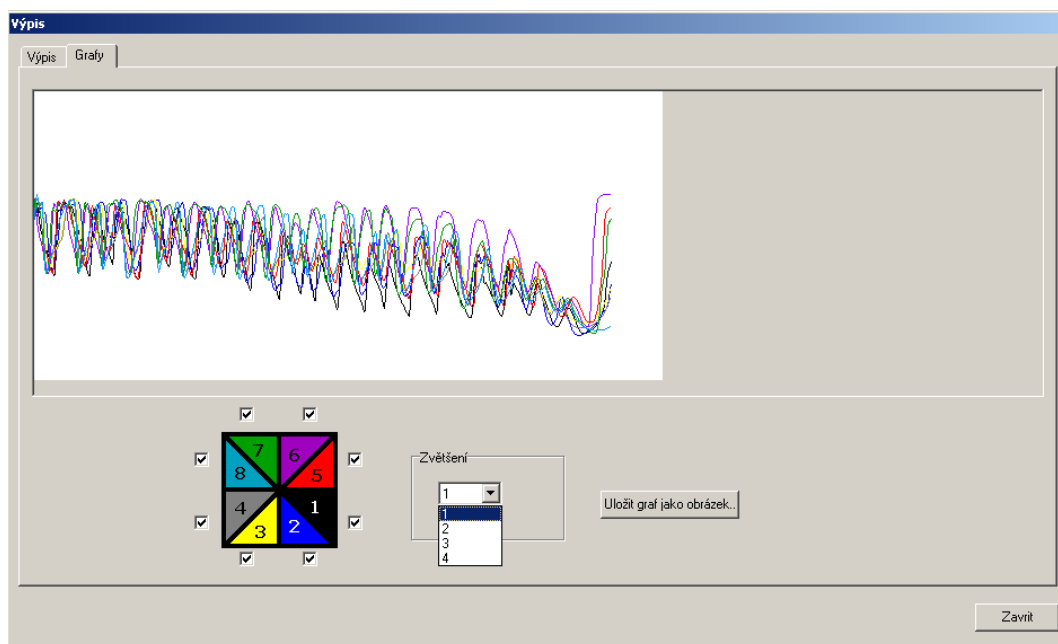 Výpis
Výpis Grafy
7 6
8 5
4 1
3 2
Zvětšení
1
1
2
3
4
Uložit graf jako obrázek..
Zavrit